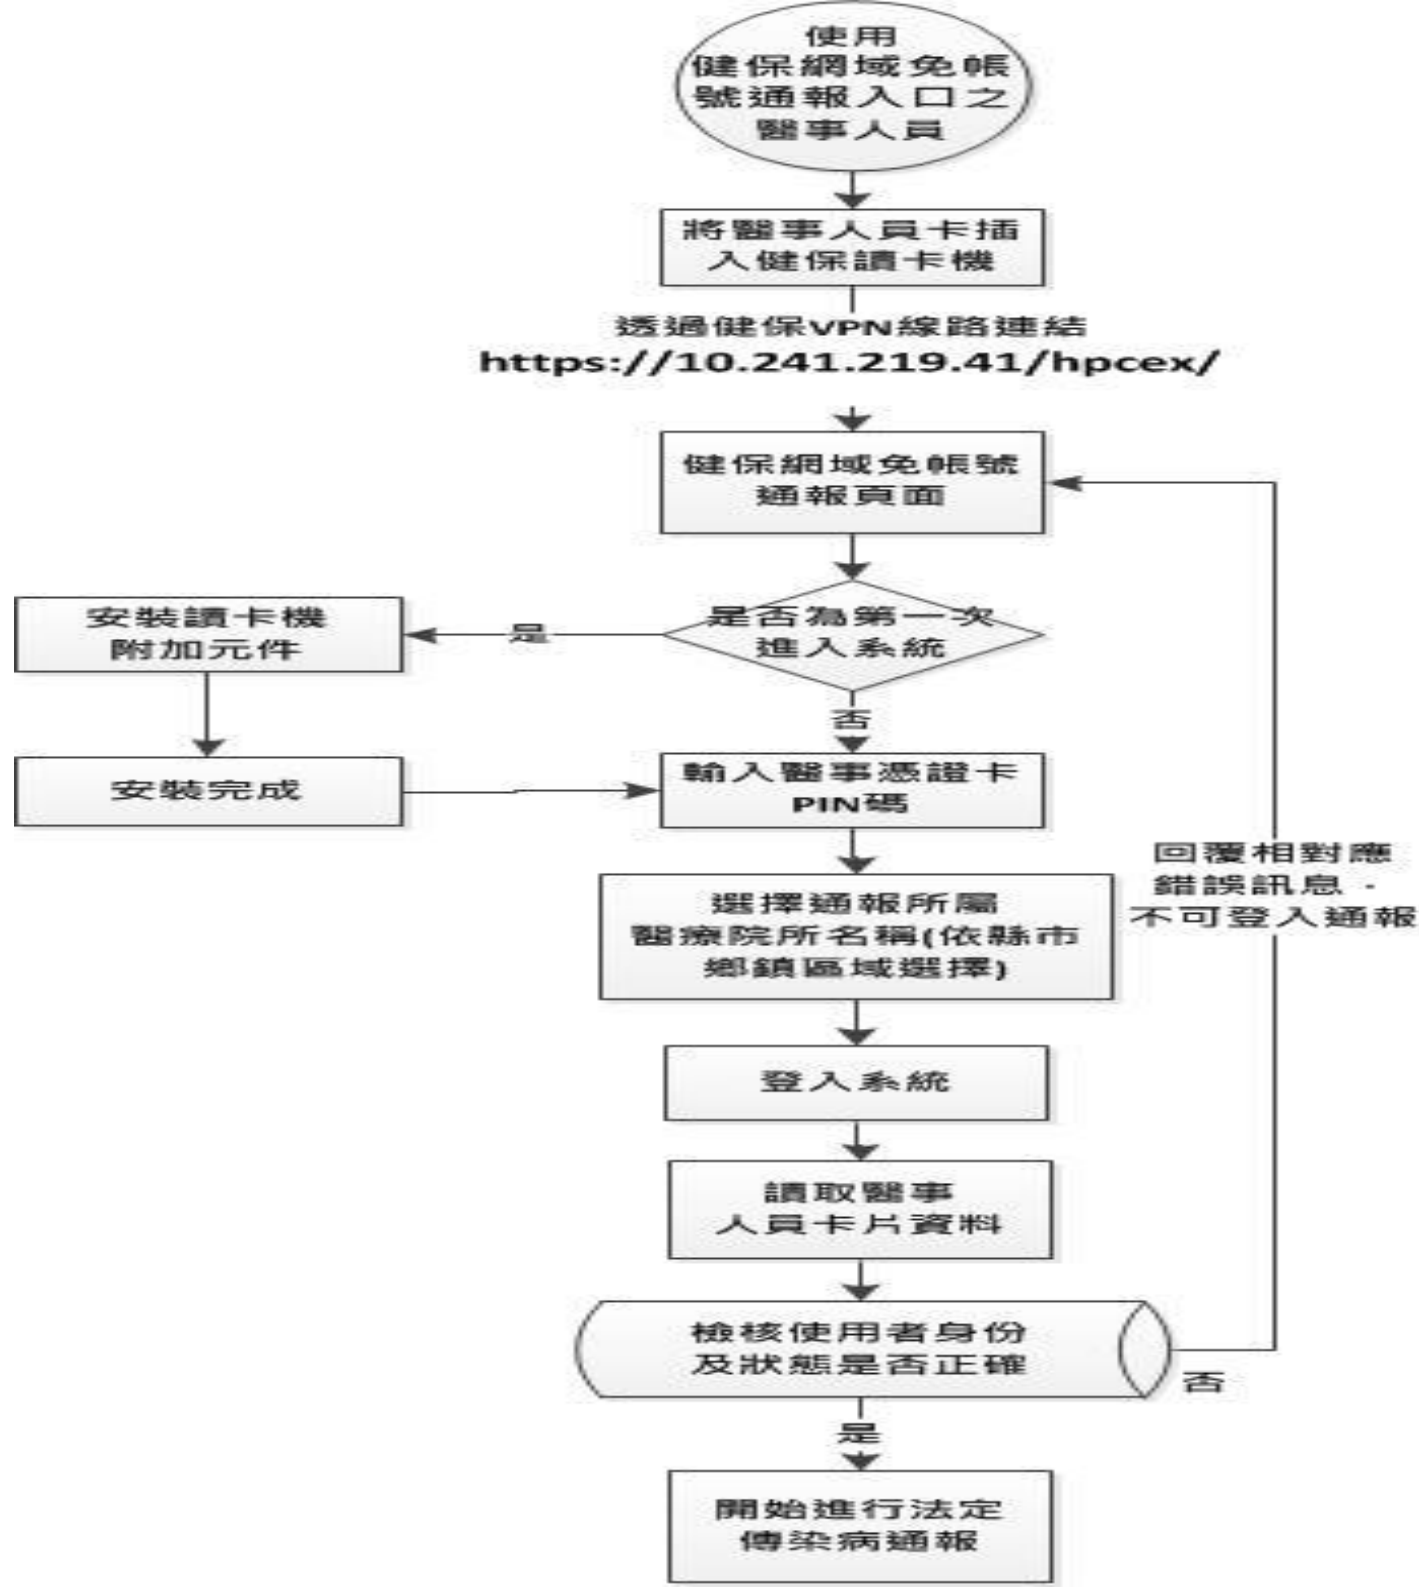 使用
健保網域免帳
號通報入口之
醫事人員
將醫事人員卡插
入健保讀卡機
透過健保VPN線路連結
https://10.241.219.41/hpcex/
健保網域免帳號
通報頁面
是否為第一次
進入系統
是
安裝讀卡機
附加元件
安裝完成
否
輸入醫事憑證卡
PIN碼
選擇通報所屬
醫療院所名稱(依縣市
鄉鎮區域選擇)
登入系統
讀取醫事
人員卡片資料
檢核使用者身份
及狀態是否正確
否
回覆相對應
錯誤訊息，
不可登入通報
是
開始進行法定
傳染病通報